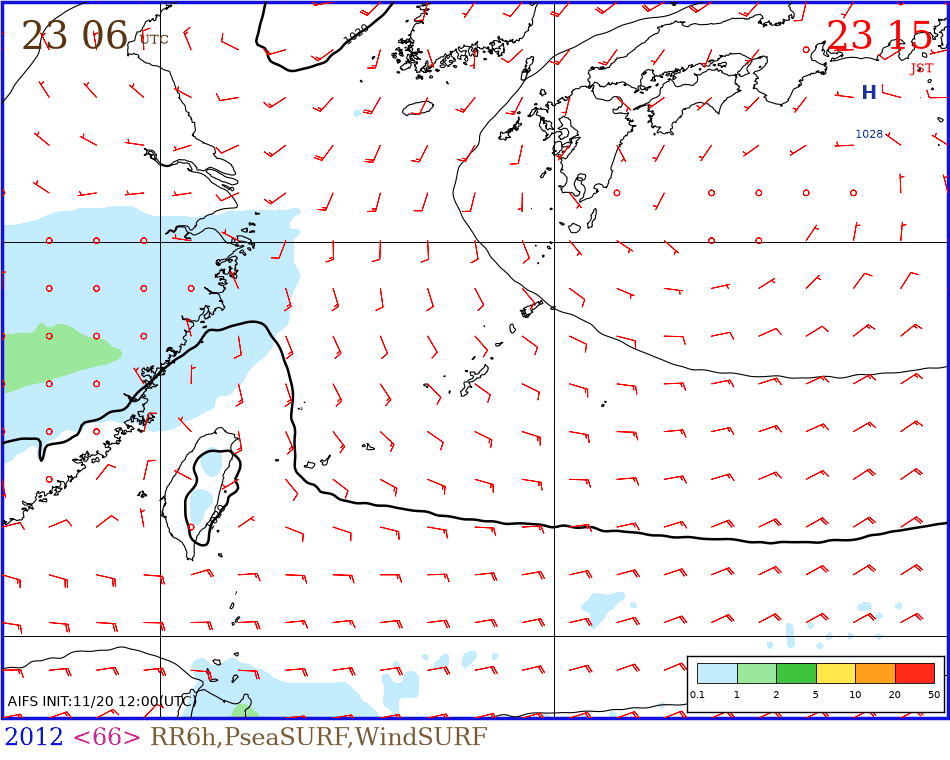 23 06 UTC 23 15
JST
1020
H
1028
1020
0.1 1 2 5 10 20 50
AIFS INIT:11/20 12:00(UTC)
2012 <66> RR6h,PseaSURF,WindSURF